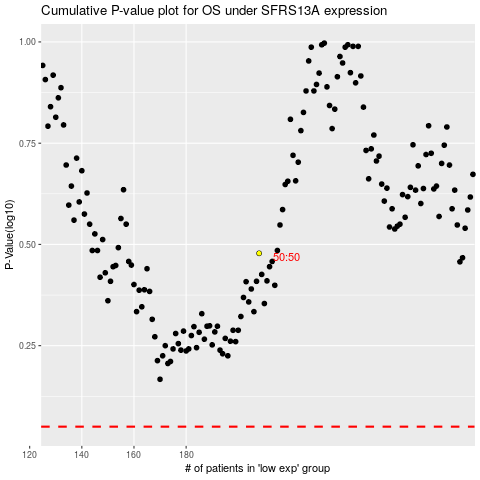 Cumulative P-value plot for OS under SFRS13A expression
P-Value(log10)
1.00
0.75
0.50
0.25
50:50
120 140 160 180
# of patients in 'low exp' group